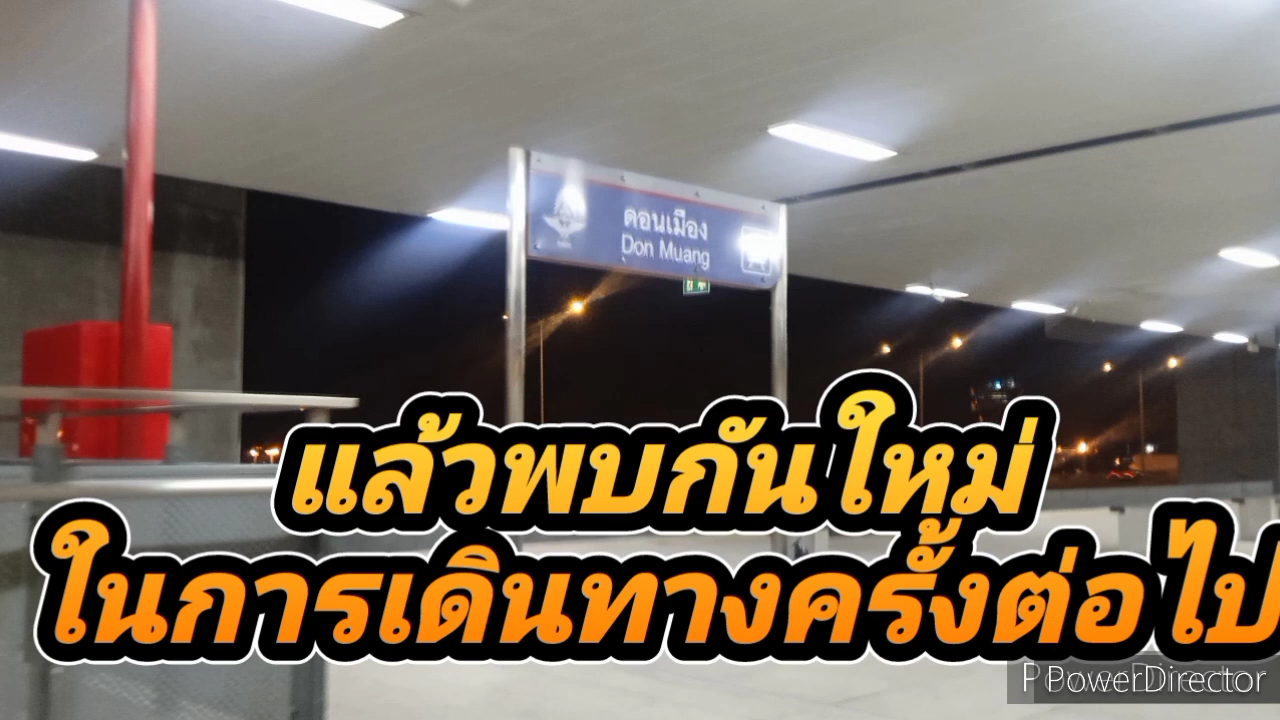 ดอนเมือง
Don Muang
แล้วพบกันใหม่
ในการเดินทางครั้งต่อไป
PowerDirector